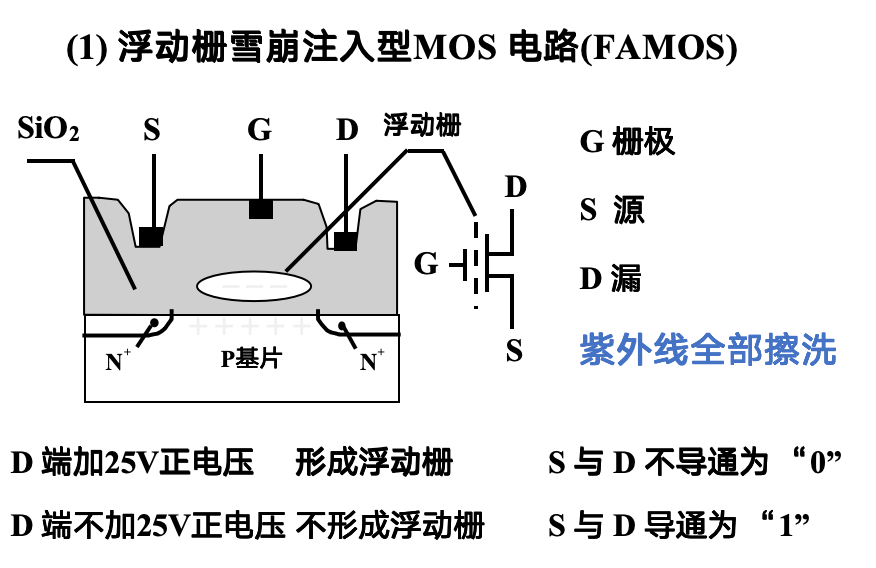 (1) 浮动栅雪崩注入型MOS 电路(FAMOS)
SiO₂
S
G
D
浮动栅
G 栅极
D
S 源
G
D 漏
- - -
+ + + + +
N⁺
P基片
N⁺
S
紫外线全部擦洗
D 端加25V正电压 形成浮动栅 S 与 D 不导通为 “0”
D 端不加25V正电压 不形成浮动栅 S 与 D 导通为 “1”